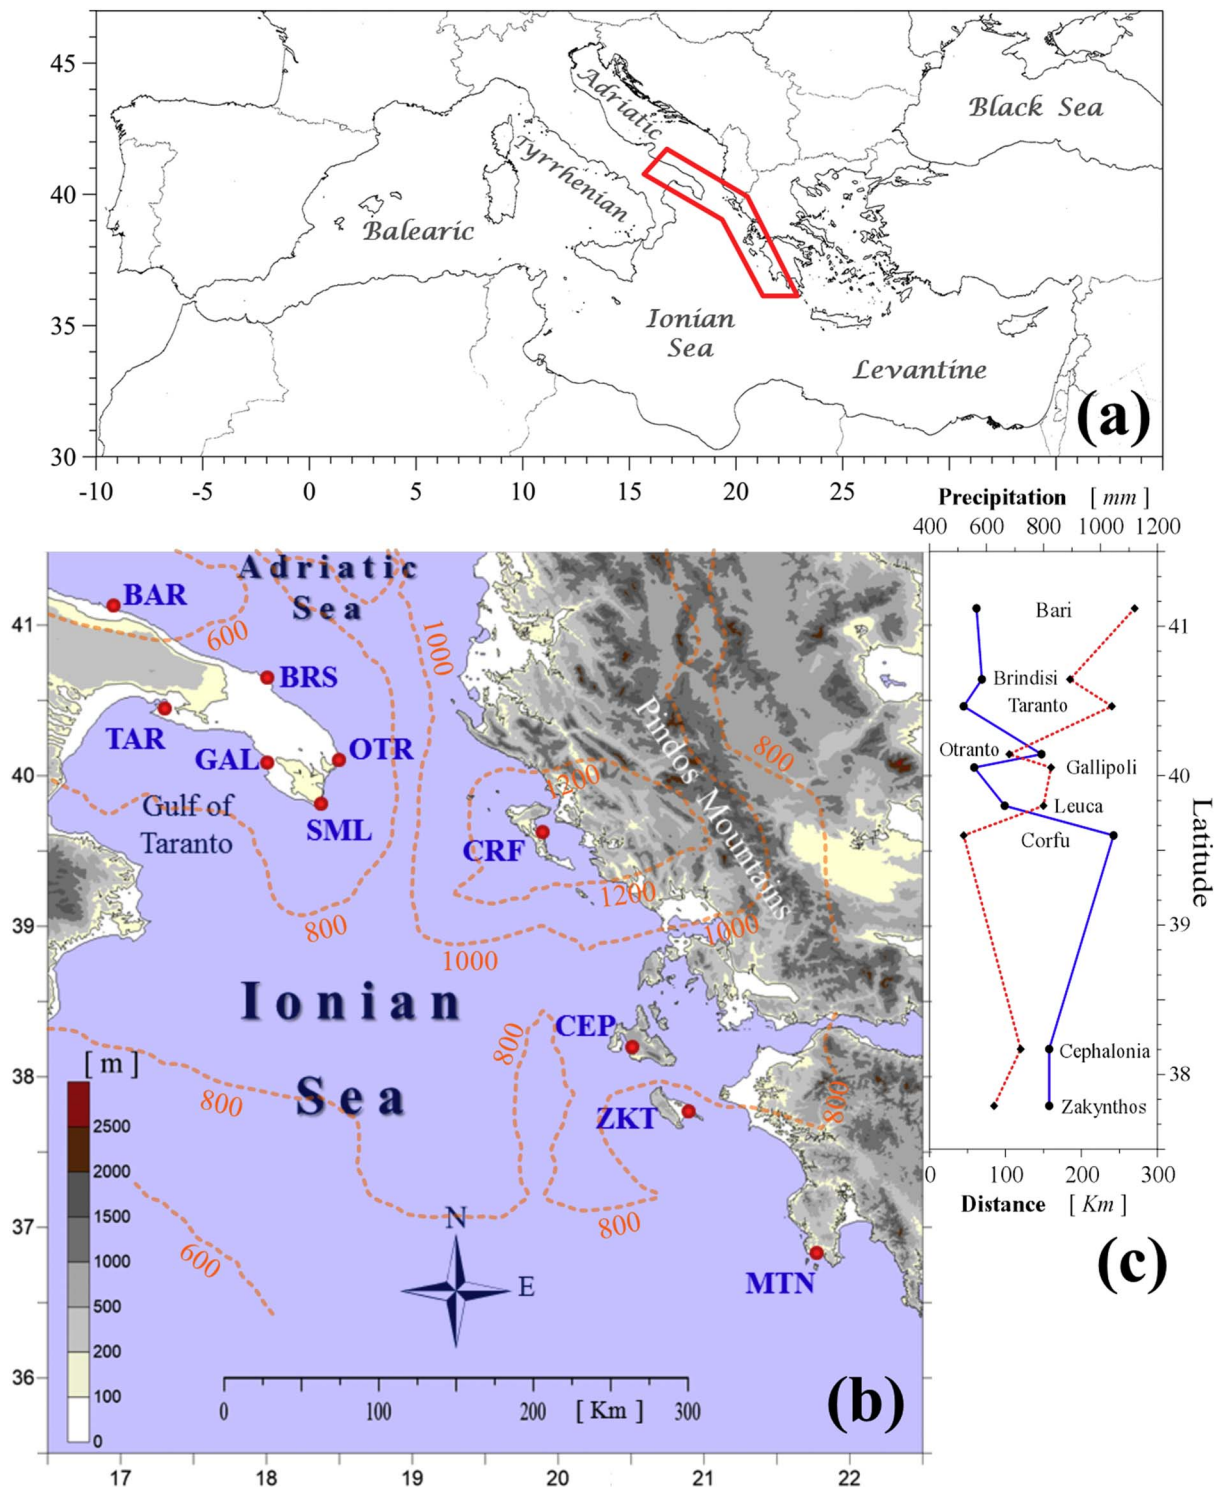 45
40
35
30
-10
-5
0
5
10
15
20
25
Adriatic
Tyrrhenian
Balearic
Black Sea
Ionian
Sea
Levantine
(a)
Precipitation [ mm ]
400 600 800 1000 1200
Adriatic
Sea
BAR
600
1000
41
BRS
TAR
GAL
OTR
Pindos Mountains
800
40
1200
Gulf of
Taranto
SML
CRF
1200
39
800
1000
1000
Ionian
Sea
CEP
800
[ m ]
38
800
ZKT
800
2500
2000
1500
1000
500
200
100
0
37
600
N
E
800
MTN
36
0 100 200 [ Km ] 300
(b)
17 18 19 20 21 22
Bari
41
Brindisi
Taranto
Otranto
Gallipoli
40
Leuca
Corfu
Latitude
39
Cephalonia
38
Zakynthos
0 100 200 300
Distance [ Km ]
(c)